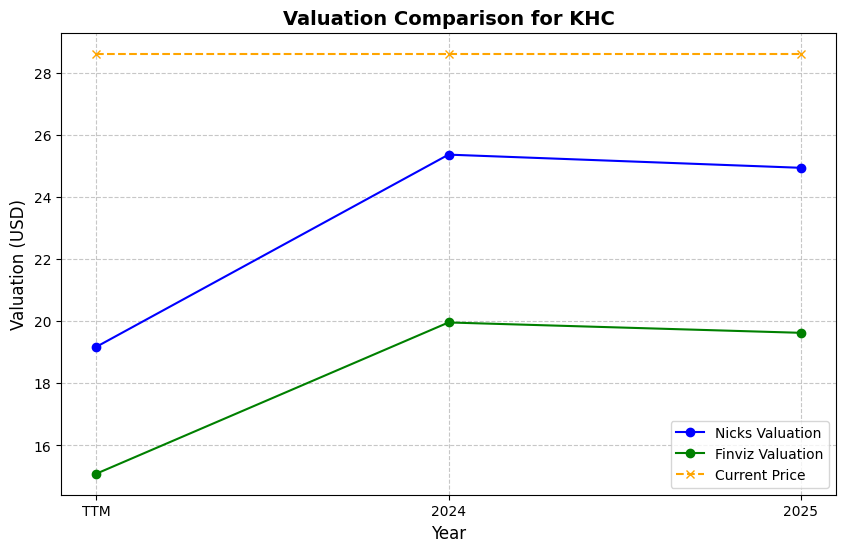 Valuation Comparison for KHC
Valuation (USD)
28
26
24
22
20
18
16
TTM
2024
2025
Year
Nicks Valuation
Finviz Valuation
Current Price